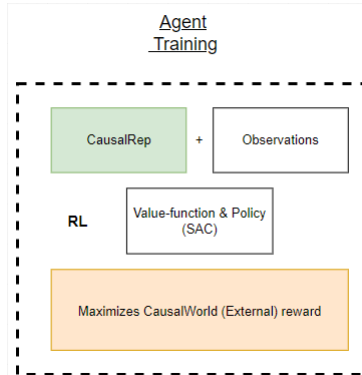 Agent
Training
CausalRep + Observations
RL
Value-function & Policy
(SAC)
Maximizes CausalWorld (External) reward